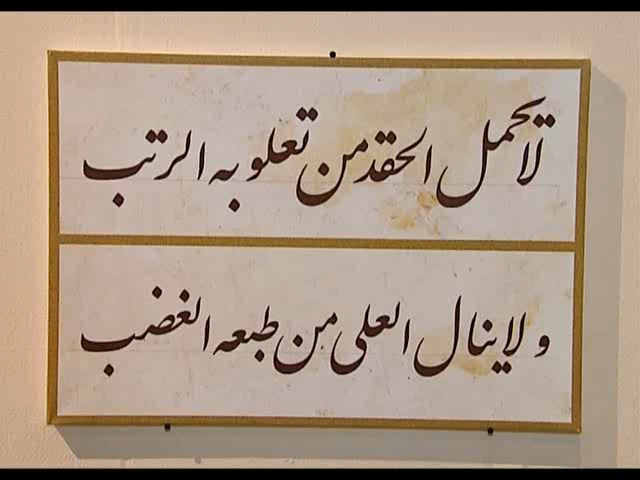 لا يحمل الحقد من تعلو به الرتب
ولا ينال العلى من طبعه الغضب